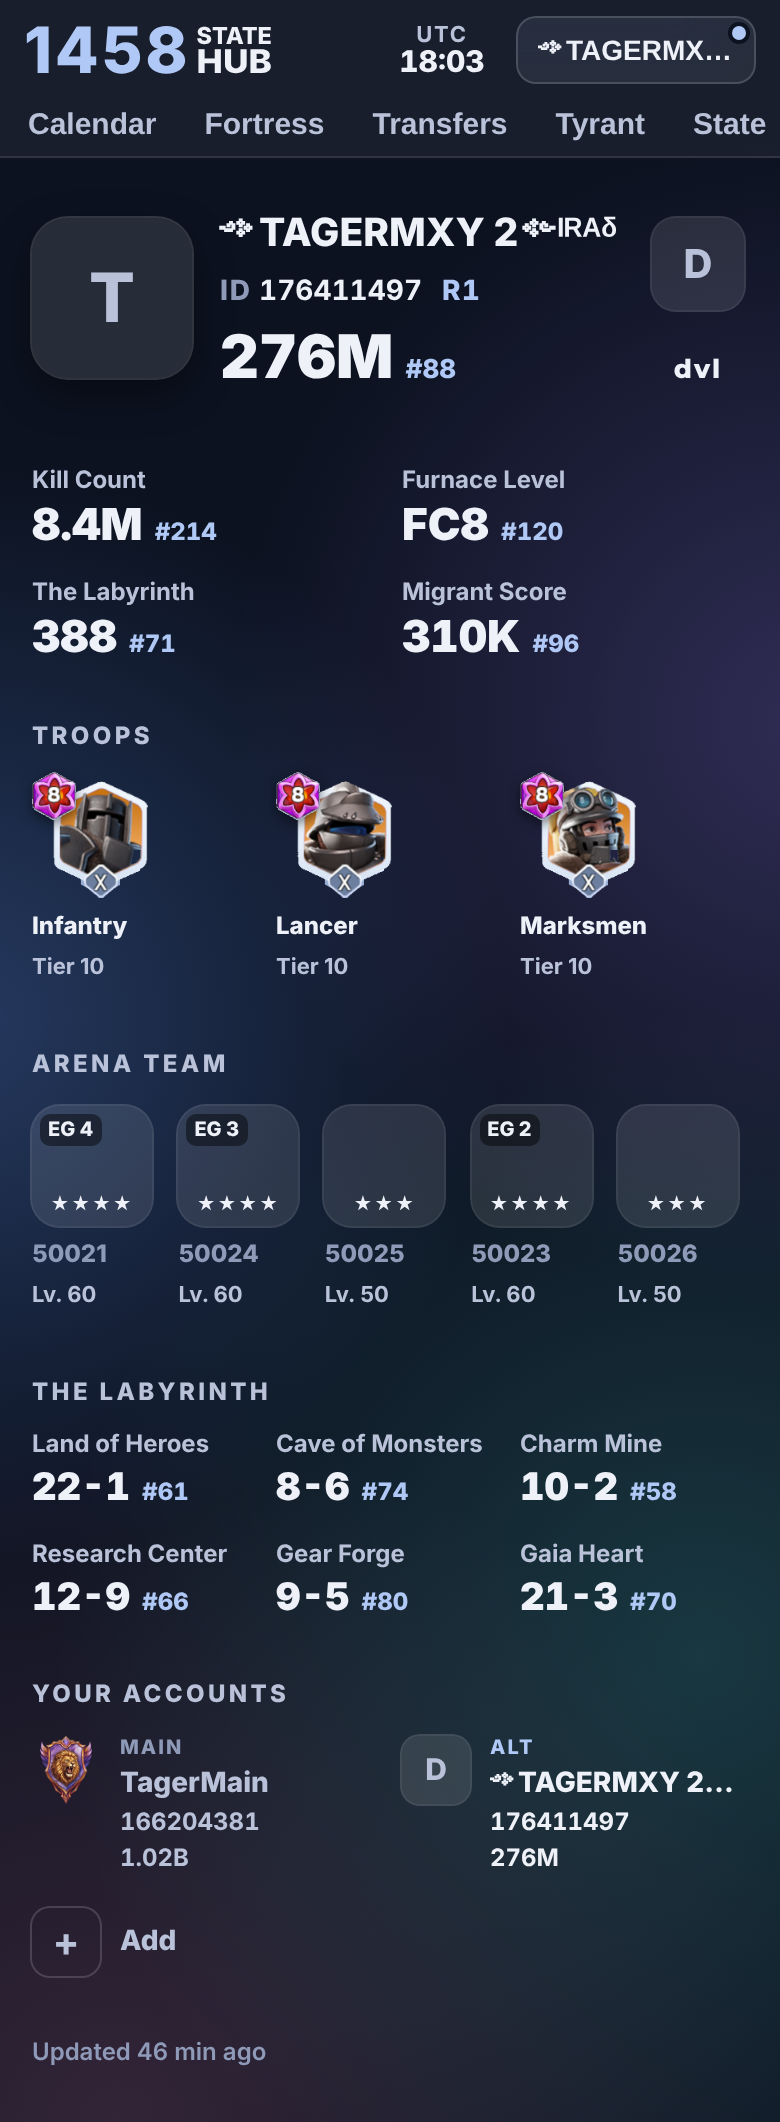 1458 STATE HUB
UTC
18:03
꧁TAGERMX...
Calendar Fortress Transfers Tyrant State
T
꧁TAGERMXY 2꧂IRAδ
D
ID 176411497 R1
276M #88
dvl
Kill Count
8.4M #214
Furnace Level
FC8 #120
The Labyrinth
388 #71
Migrant Score
310K #96
TROOPS
8 X
8 X
8 X
Infantry
Tier 10
Lancer
Tier 10
Marksmen
Tier 10
ARENA TEAM
EG 4
★★★★
50021
Lv. 60
EG 3
★★★★
50024
Lv. 60
★★★
50025
Lv. 50
EG 2
★★★★
50023
Lv. 60
★★★
50026
Lv. 50
THE LABYRINTH
Land of Heroes
22-1 #61
Cave of Monsters
8-6 #74
Charm Mine
10-2 #58
Research Center
12-9 #66
Gear Forge
9-5 #80
Gaia Heart
21-3 #70
YOUR ACCOUNTS
MAIN
TagerMain
166204381
1.02B
D
ALT
꧁TAGERMXY 2...
176411497
276M
+ Add
Updated 46 min ago